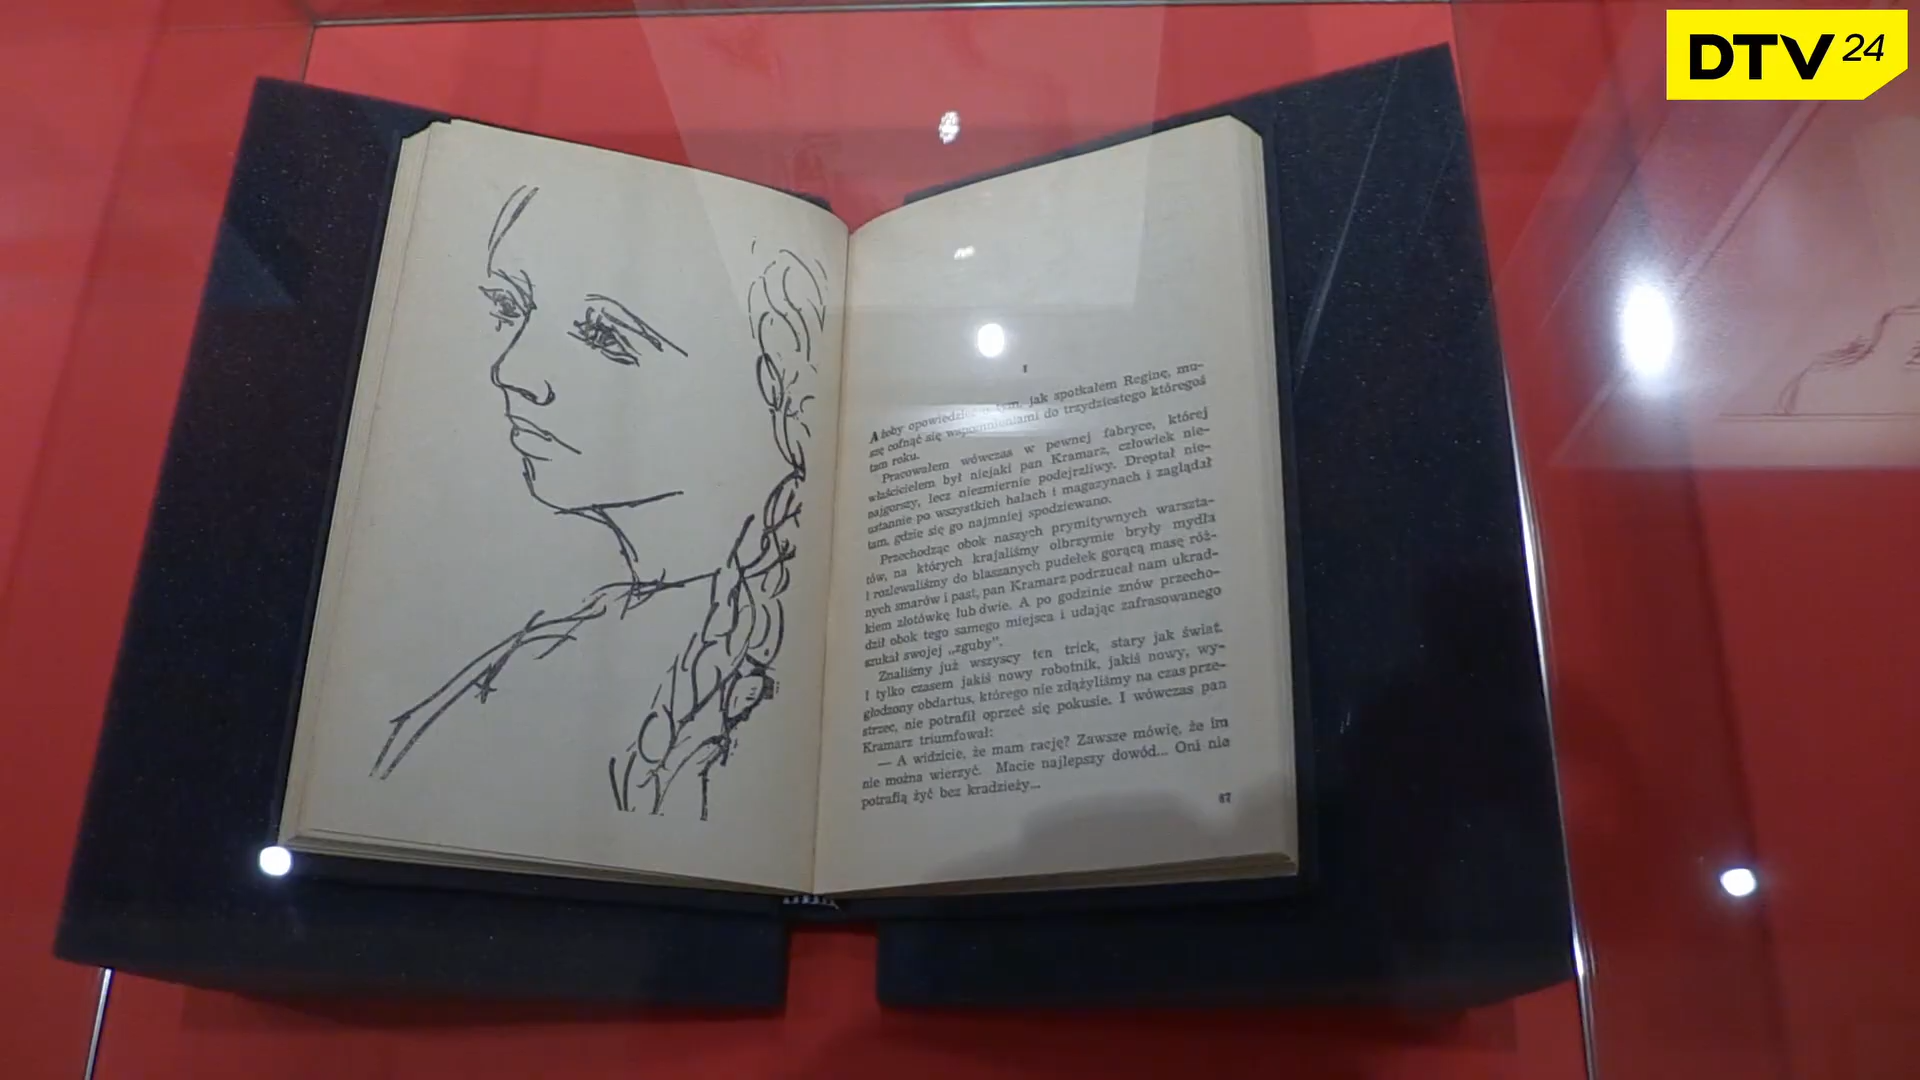 DTV 24
I
Ażeby opowiedzieć o tym, jak spotkałem Reginę, mu-
szę cofnąć się wspomnieniami do trzydziestego któregoś
tam roku.
Pracowałem wówczas w pewnej fabryce, której
właścicielem był niejaki pan Kramarz, człowiek nie-
najgorszy, lecz niezmiernie podejrzliwy. Dreptał nie-
ustannie po wszystkich halach i magazynach i zaglądał
tam, gdzie się go najmniej spodziewano.
Przechodząc obok naszych prymitywnych warszta-
tów, na których krajaliśmy olbrzymie bryły mydła
i rozlewaliśmy do blaszanych pudełek gorącą masę róż-
nych smarów i past, pan Kramarz podrzucał nam ukrad-
kiem złotówkę lub dwie. A po godzinie znów przecho-
dził obok tego samego miejsca i udając zafrasowanego
szukał swojej „zguby".
Znaliśmy już wszyscy ten trick, stary jak świat.
I tylko czasem jakiś nowy robotnik, jakiś nowy, wy-
głodzony obdartus, którego nie zdążyliśmy na czas prze-
strzec, nie potrafił oprzeć się pokusie. I wówczas pan
Kramarz triumfował:
— A widzicie, że mam rację? Zawsze mówię, że im
nie można wierzyć. Macie najlepszy dowód... Oni nie
potrafią żyć bez kradzieży...
67